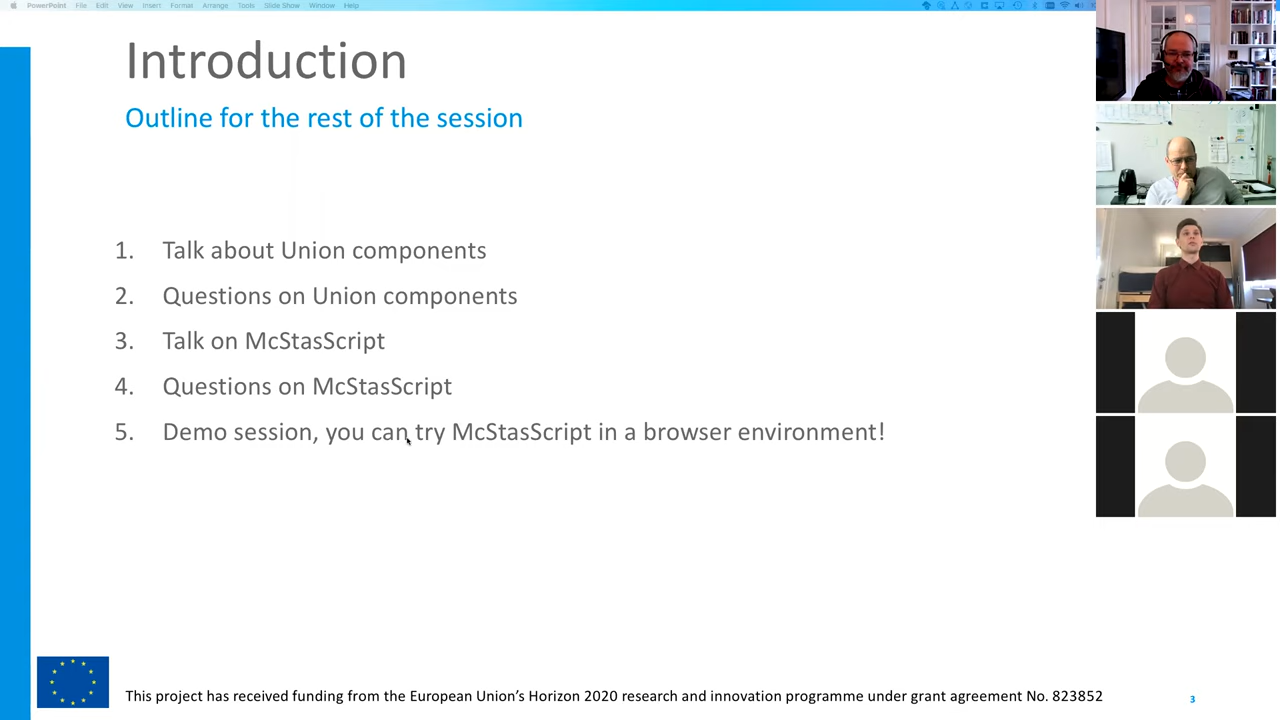 PowerPoint File Edit View Insert Format Arrange Tools Slide Show Window Help
Introduction
Outline for the rest of the session
1. Talk about Union components
2. Questions on Union components
3. Talk on McStasScript
4. Questions on McStasScript
5. Demo session, you can try McStasScript in a browser environment!
This project has received funding from the European Union’s Horizon 2020 research and innovation programme under grant agreement No. 823852
3